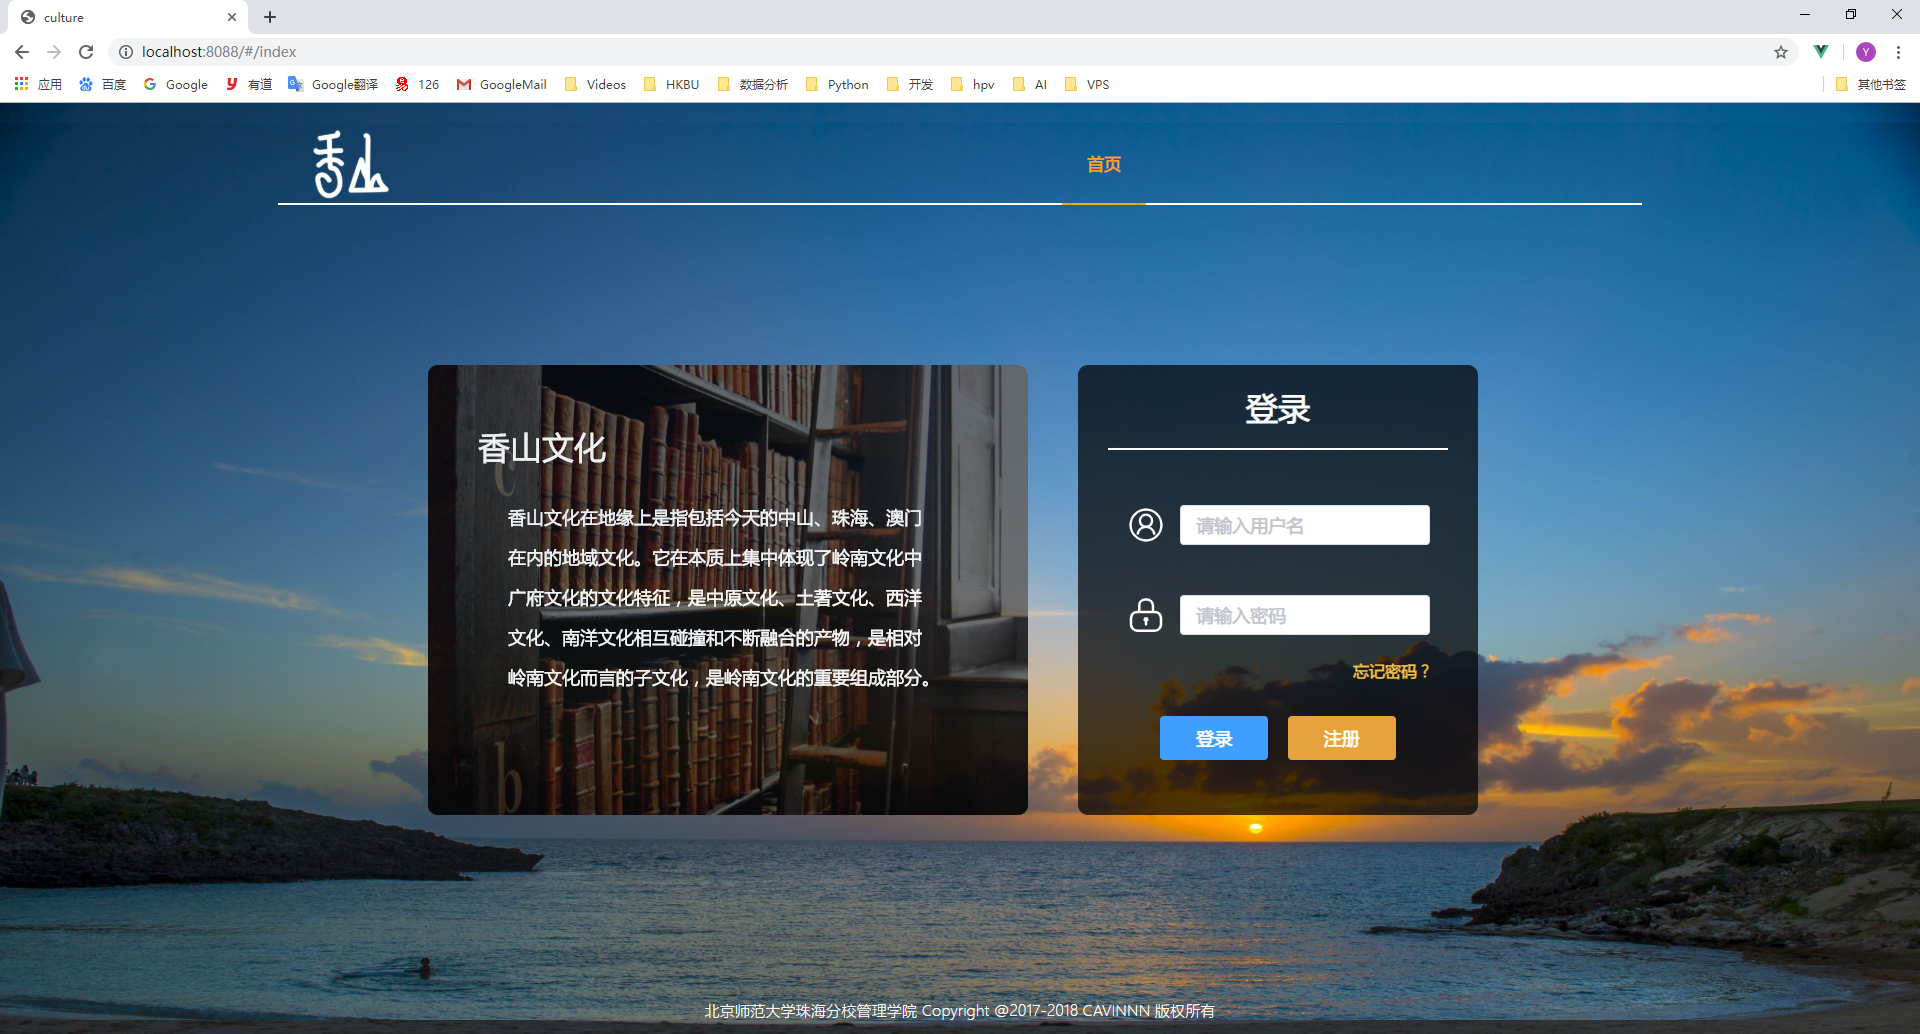 culture
localhost:8088/#/index
Y
应用 百度 Google 有道 Google翻译 126 GoogleMail Videos HKBU 数据分析 Python 开发 hpv AI VPS 其他书签
香山
首页
香山文化
香山文化在地缘上是指包括今天的中山、珠海、澳门
在内的地域文化。它在本质上集中体现了岭南文化中
广府文化的文化特征，是中原文化、土著文化、西洋
文化、南洋文化相互碰撞和不断融合的产物，是相对
岭南文化而言的子文化，是岭南文化的重要组成部分。
c
b
登录
请输入用户名
请输入密码
忘记密码？
登录 注册
北京师范大学珠海分校管理学院 Copyright @2017-2018 CAVINNN 版权所有